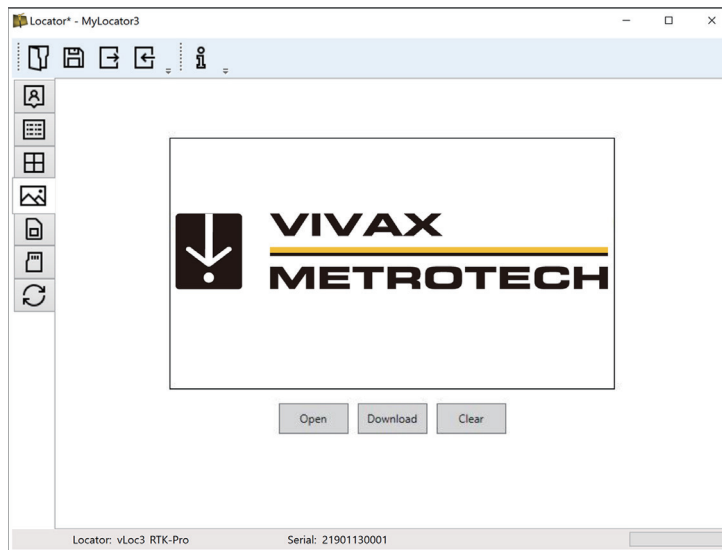 Locator* - MyLocator3
VIVAX
METROTECH
Open Download Clear
Locator: vLoc3 RTK-Pro Serial: 21901130001